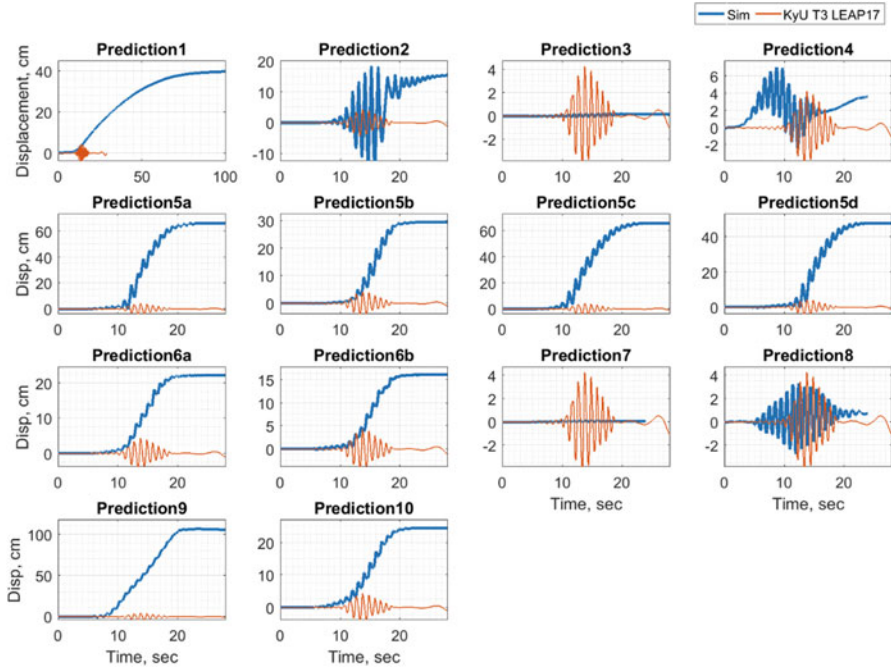 Sim KyU T3 LEAP17
Prediction1 Prediction2 Prediction3 Prediction4
Displacement, cm
40
20
0
0 50 100
20
10
0
-10
0 10 20
4
2
0
-2
0 10 20
6
4
2
0
-2
0 10 20
Prediction5a Prediction5b Prediction5c Prediction5d
Disp, cm
60
40
20
0
0 10 20
30
20
10
0
0 10 20
60
40
20
0
0 10 20
40
20
0
0 10 20
Prediction6a Prediction6b Prediction7 Prediction8
Disp, cm
20
10
0
0 10 20
15
10
5
0
0 10 20
4
2
0
-2
0 10 20
Time, sec
4
2
0
-2
0 10 20
Time, sec
Prediction9 Prediction10
Disp, cm
100
50
0
0 10 20
Time, sec
20
10
0
0 10 20
Time, sec